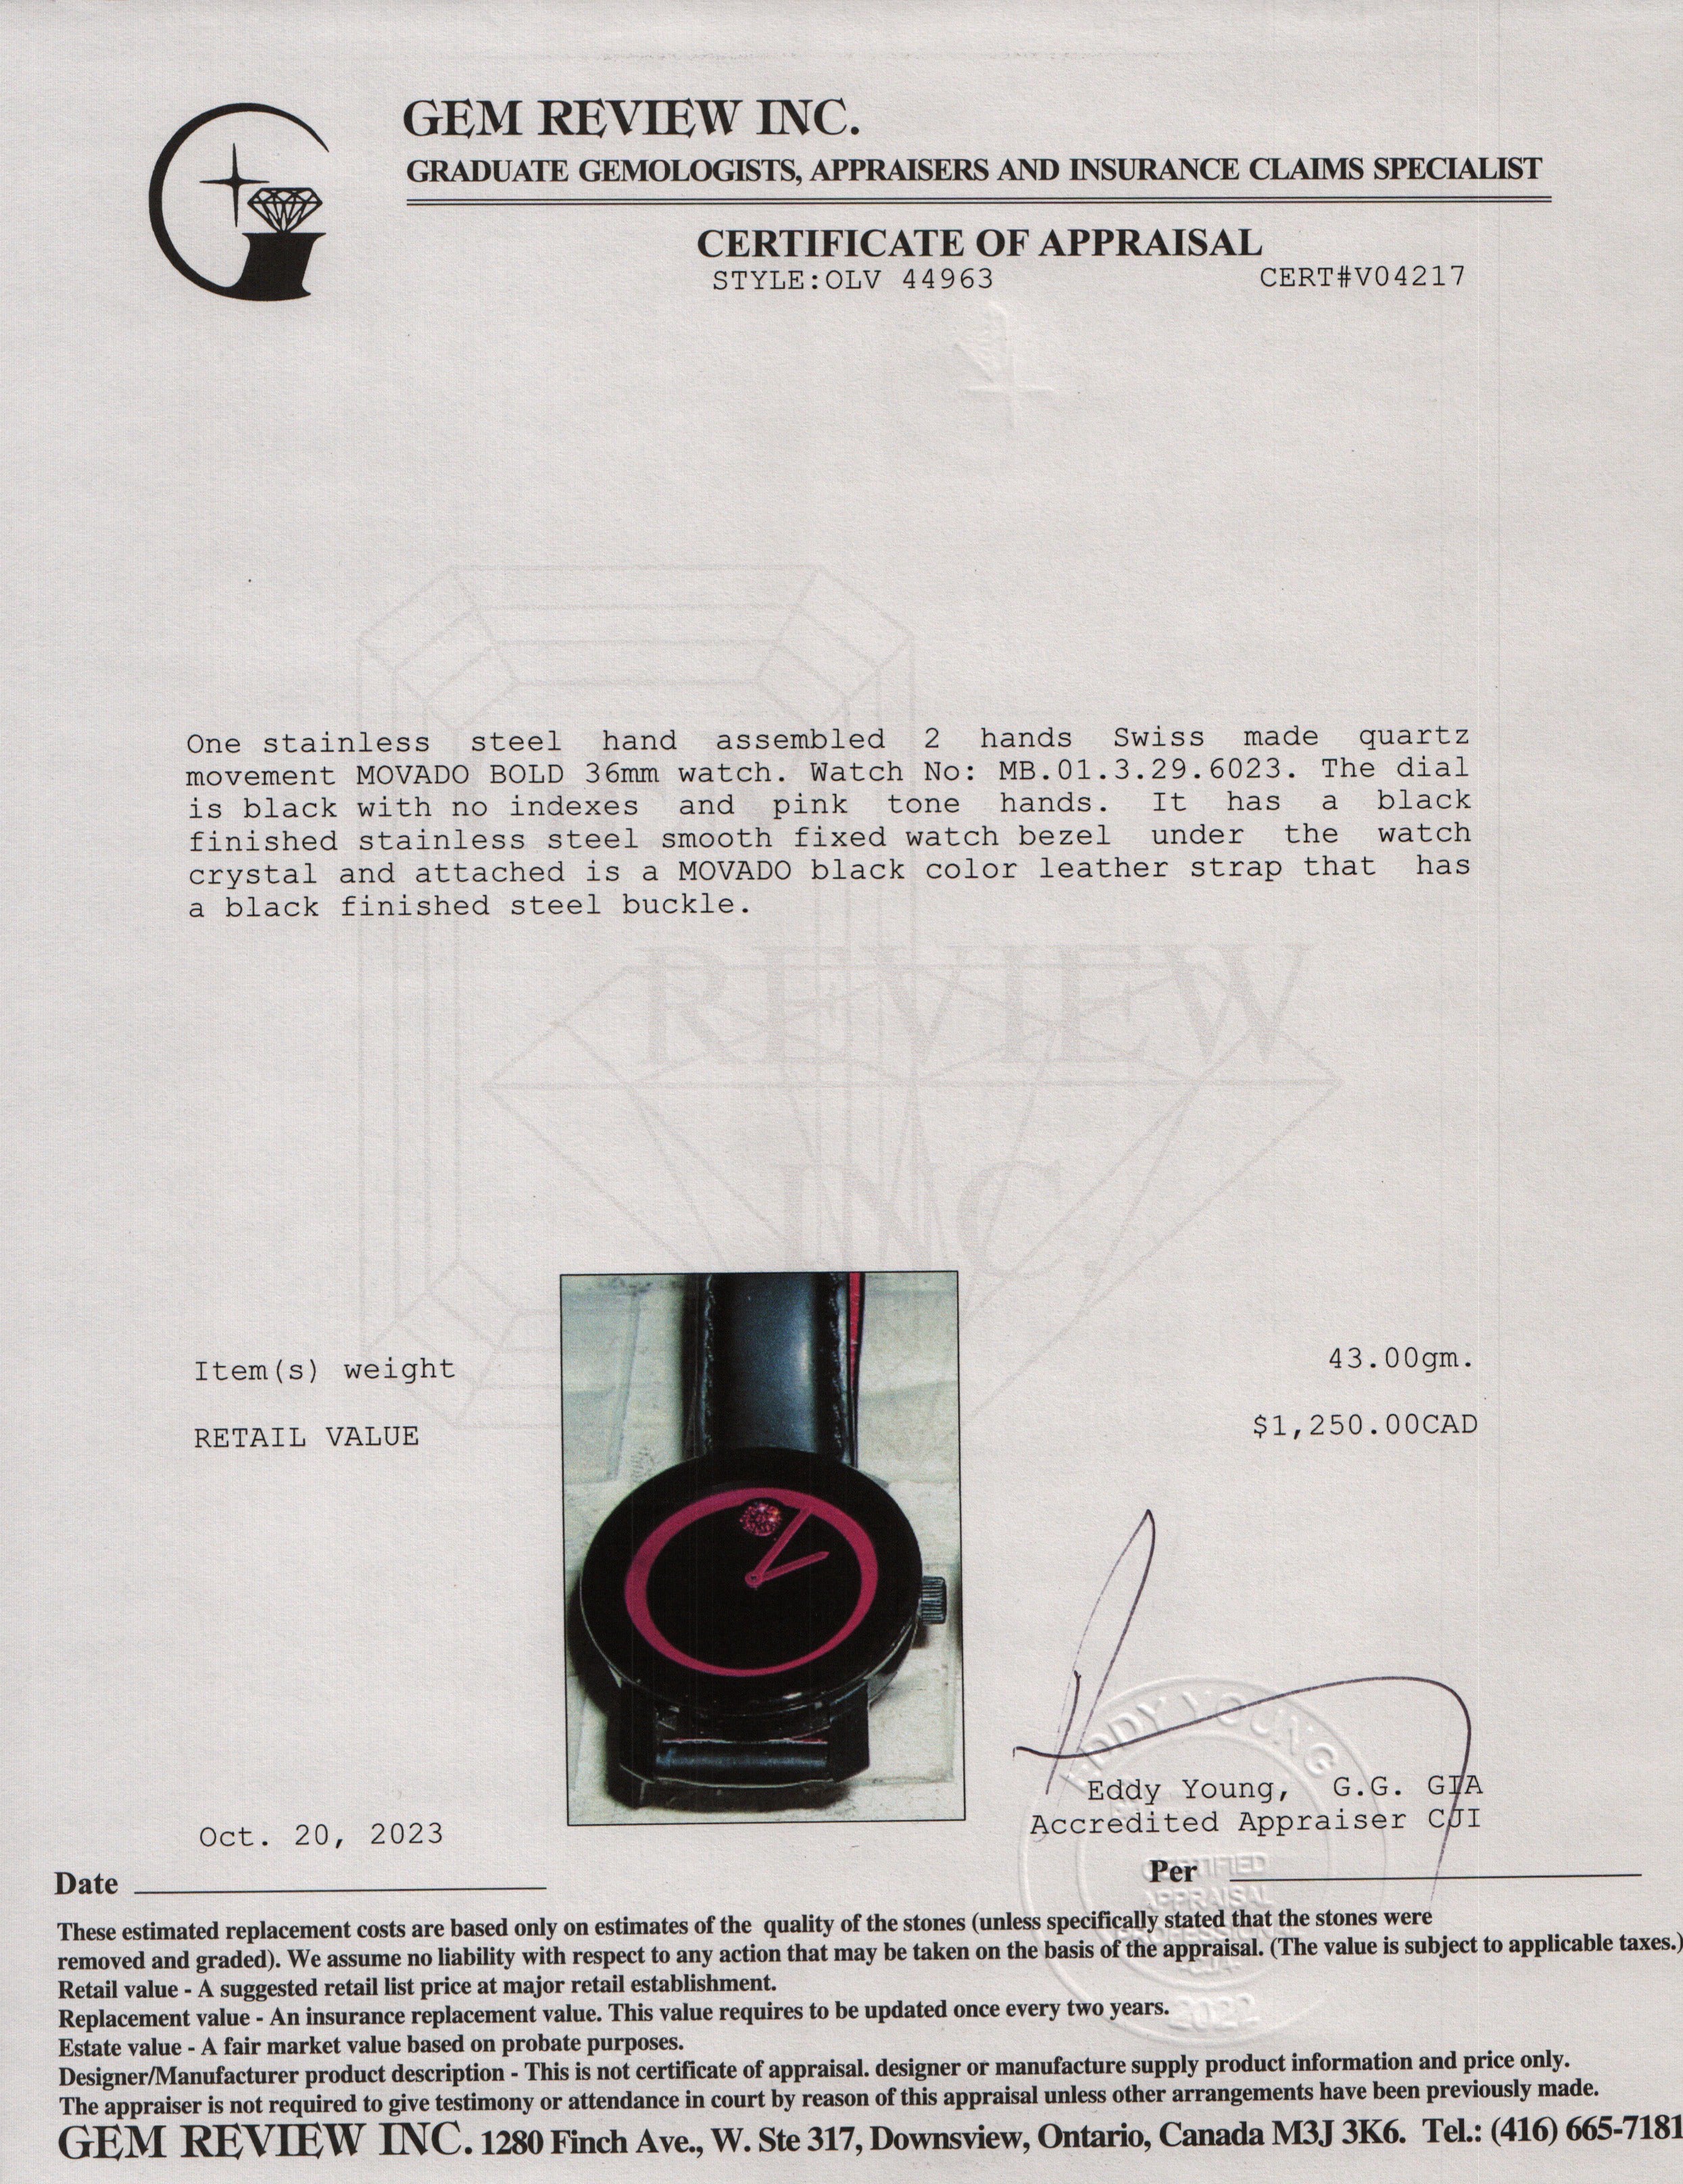 GEM REVIEW INC.
GRADUATE GEMOLOGISTS, APPRAISERS AND INSURANCE CLAIMS SPECIALIST
CERTIFICATE OF APPRAISAL
STYLE:OLV 44963 CERT#V04217
One stainless steel hand assembled 2 hands Swiss made quartz
movement MOVADO BOLD 36mm watch. Watch No: MB.01.3.29.6023. The dial
is black with no indexes and pink tone hands. It has a black
finished stainless steel smooth fixed watch bezel under the watch
crystal and attached is a MOVADO black color leather strap that has
a black finished steel buckle.
REVIEW
INC.
Item(s) weight 43.00gm.
RETAIL VALUE $1,250.00CAD
EDDY YOUNG
Eddy Young, G.G. GIA
Accredited Appraiser CJI
Oct. 20, 2023
Date
Per
CERTIFIED
APPRAISAL
PROFESSIONAL
2022
These estimated replacement costs are based only on estimates of the quality of the stones (unless specifically stated that the stones were
removed and graded). We assume no liability with respect to any action that may be taken on the basis of the appraisal. (The value is subject to applicable taxes.)
Retail value - A suggested retail list price at major retail establishment.
Replacement value - An insurance replacement value. This value requires to be updated once every two years.
Estate value - A fair market value based on probate purposes.
Designer/Manufacturer product description - This is not certificate of appraisal. designer or manufacture supply product information and price only.
The appraiser is not required to give testimony or attendance in court by reason of this appraisal unless other arrangements have been previously made.
GEM REVIEW INC. 1280 Finch Ave., W. Ste 317, Downsview, Ontario, Canada M3J 3K6. Tel.: (416) 665-7181